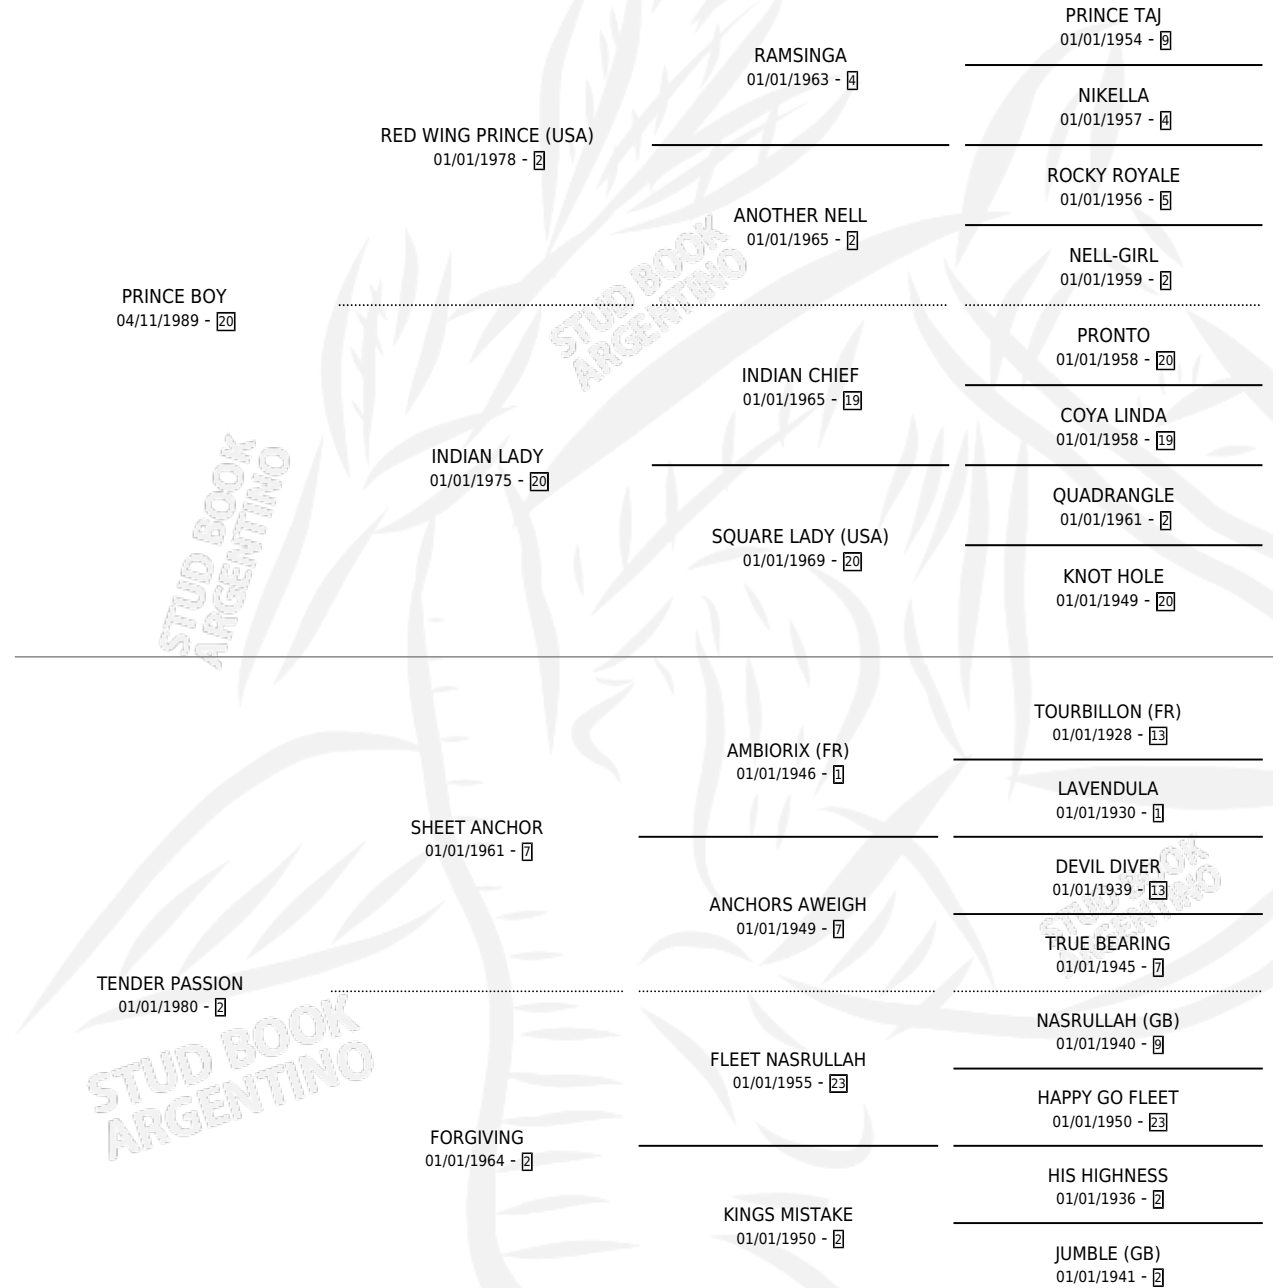 PRINCE TAJ
01/01/1954 - 9
RAMSINGA
01/01/1963 - 4
NIKELLA
01/01/1957 - 4
RED WING PRINCE (USA)
01/01/1978 - 2
ROCKY ROYALE
01/01/1956 - 5
ANOTHER NELL
01/01/1965 - 2
NELL-GIRL
01/01/1959 - 2
PRINCE BOY
04/11/1989 - 20
STUD BOOK
ARGENTINO
PRONTO
01/01/1958 - 20
INDIAN CHIEF
01/01/1965 - 19
COYA LINDA
01/01/1958 - 19
INDIAN LADY
01/01/1975 - 20
QUADRANGLE
01/01/1961 - 2
SQUARE LADY (USA)
01/01/1969 - 20
KNOT HOLE
01/01/1949 - 20
STUD BOOK
ARGENTINO
TOURBILLON (FR)
01/01/1928 - 13
AMBIORIX (FR)
01/01/1946 - 1
LAVENDULA
01/01/1930 - 1
SHEET ANCHOR
01/01/1961 - 7
DEVIL DIVER
01/01/1939 - 13
STUD BOOK
ARGENTINO
ANCHORS AWEIGH
01/01/1949 - 7
TRUE BEARING
01/01/1945 - 7
TENDER PASSION
01/01/1980 - 2
NASRULLAH (GB)
01/01/1940 - 9
STUD BOOK
ARGENTINO
FLEET NASRULLAH
01/01/1955 - 23
HAPPY GO FLEET
01/01/1950 - 23
FORGIVING
01/01/1964 - 2
HIS HIGHNESS
01/01/1936 - 2
KINGS MISTAKE
01/01/1950 - 2
JUMBLE (GB)
01/01/1941 - 2